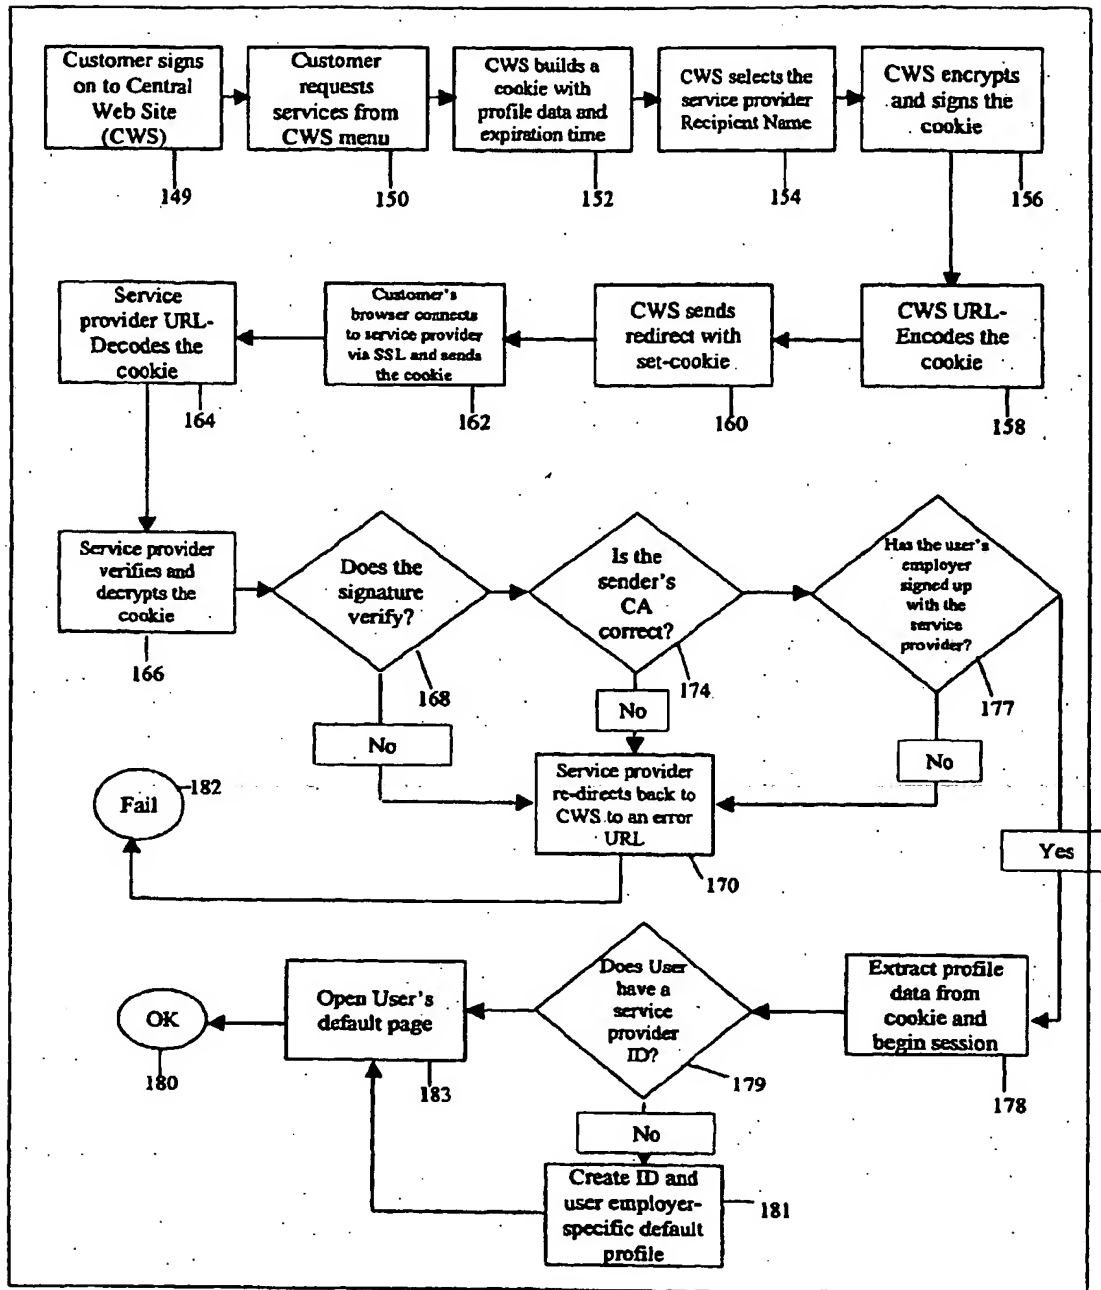 Customer signs
on to Central
Web Site
(CWS)
149
Customer
requests
services from
CWS menu
150
CWS builds a
cookie with
profile data and
expiration time
152
CWS selects the
service provider
Recipient Name
154
CWS encrypts
and signs the
cookie
156
Service
provider URL-
Decodes the
cookie
164
Customer's
browser connects
to service provider
via SSL and sends
the cookie
162
CWS sends
redirect with
set-cookie
160
CWS URL-
Encodes the
cookie
158
Service provider
verifies and
decrypts the
cookie
166
Does the
signature
verify?
168
Is the
sender's
CA
correct?
174
Has the user's
employer
signed up
with the
service
provider?
177
No
No
No
Fail
182
Service provider
re-directs back to
CWS to an error
URL
170
Yes
OK
180
Open User's
default page
183
Does User
have a
service
provider
ID?
179
Extract profile
data from
cookie and
begin session
178
No
Create ID and
user employer-
specific default
profile
181